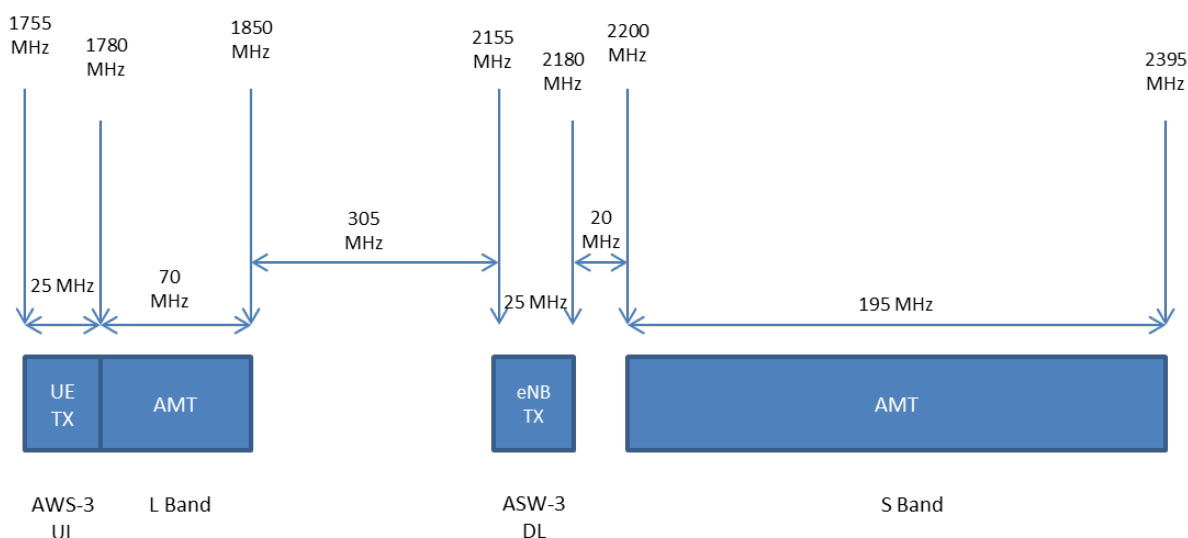 1755
MHz
1780
MHz
1850
MHz
2155
MHz
2180
MHz
2200
MHz
2395
MHz
305
MHz
20
MHz
25 MHz
70
MHz
25 MHz
195 MHz
UE
TX
AMT
eNB
TX
AMT
AWS-3
UI
L Band
ASW-3
DL
S Band